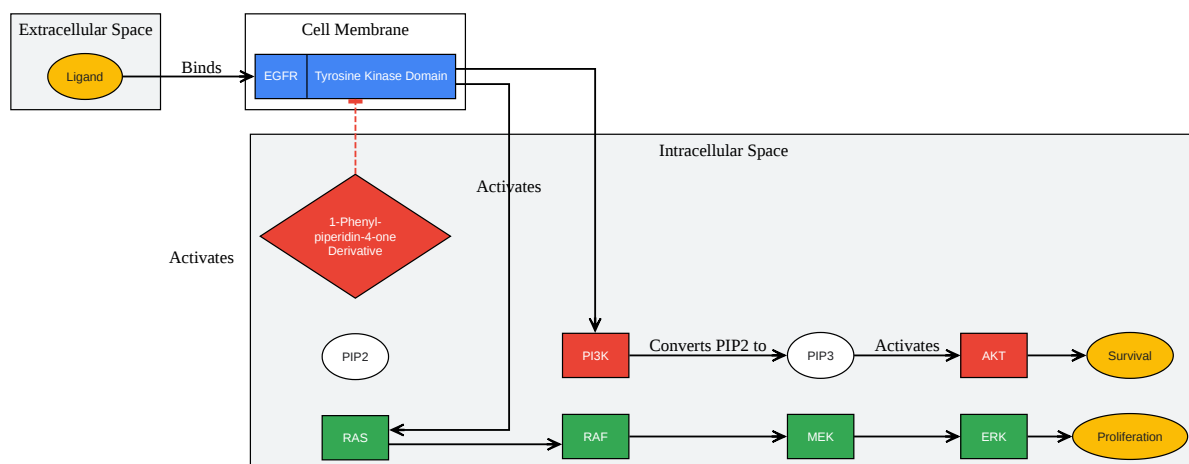 Extracellular Space
Cell Membrane
Ligand
Binds
EGFR
Tyrosine Kinase Domain
Intracellular Space
Activates
1-Phenyl-
piperidin-4-one
Derivative
Activates
PIP2
PI3K
Converts PIP2 to
PIP3
Activates
AKT
Survival
RAS
RAF
MEK
ERK
Proliferation